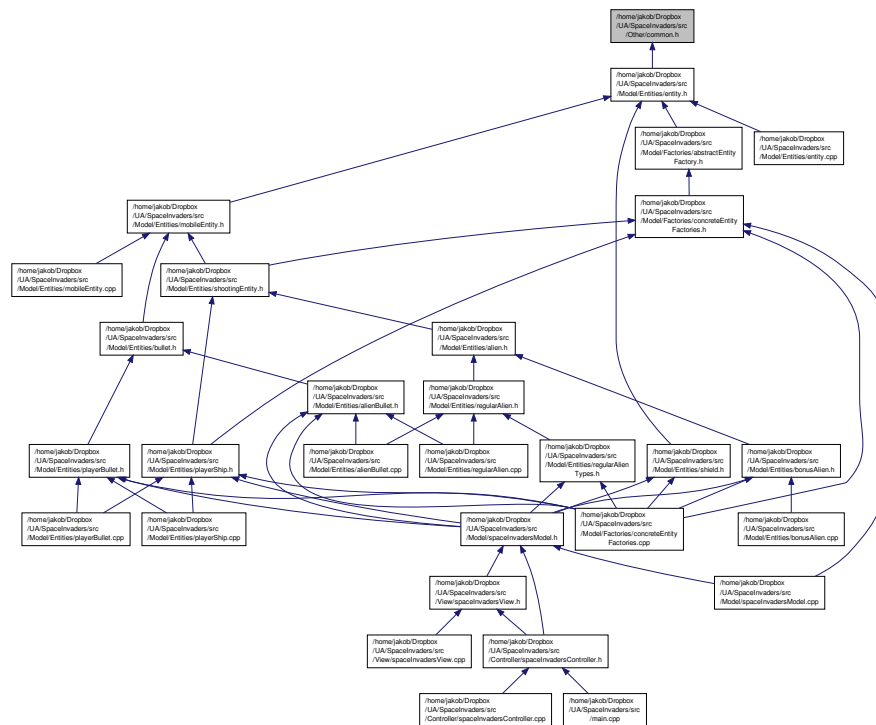 /home/jakob/Dropbox
/UA/SpaceInvaders/src
/Other/common.h
/home/jakob/Dropbox
/UA/SpaceInvaders/src
/Model/Entities/entity.h
/home/jakob/Dropbox
/UA/SpaceInvaders/src
/Model/Factories/abstractEntity
Factory.h
/home/jakob/Dropbox
/UA/SpaceInvaders/src
/Model/Entities/entity.cpp
/home/jakob/Dropbox
/UA/SpaceInvaders/src
/Model/Entities/mobileEntity.h
/home/jakob/Dropbox
/UA/SpaceInvaders/src
/Model/Factories/concreteEntity
Factories.h
/home/jakob/Dropbox
/UA/SpaceInvaders/src
/Model/Entities/mobileEntity.cpp
/home/jakob/Dropbox
/UA/SpaceInvaders/src
/Model/Entities/shootingEntity.h
/home/jakob/Dropbox
/UA/SpaceInvaders/src
/Model/Entities/bullet.h
/home/jakob/Dropbox
/UA/SpaceInvaders/src
/Model/Entities/alien.h
/home/jakob/Dropbox
/UA/SpaceInvaders/src
/Model/Entities/alienBullet.h
/home/jakob/Dropbox
/UA/SpaceInvaders/src
/Model/Entities/regularAlien.h
/home/jakob/Dropbox
/UA/SpaceInvaders/src
/Model/Entities/playerBullet.h
/home/jakob/Dropbox
/UA/SpaceInvaders/src
/Model/Entities/playerShip.h
/home/jakob/Dropbox
/UA/SpaceInvaders/src
/Model/Entities/alienBullet.cpp
/home/jakob/Dropbox
/UA/SpaceInvaders/src
/Model/Entities/regularAlien.cpp
/home/jakob/Dropbox
/UA/SpaceInvaders/src
/Model/Entities/regularAlien
Types.h
/home/jakob/Dropbox
/UA/SpaceInvaders/src
/Model/Entities/shield.h
/home/jakob/Dropbox
/UA/SpaceInvaders/src
/Model/Entities/bonusAlien.h
/home/jakob/Dropbox
/UA/SpaceInvaders/src
/Model/Entities/playerBullet.cpp
/home/jakob/Dropbox
/UA/SpaceInvaders/src
/Model/Entities/playerShip.cpp
/home/jakob/Dropbox
/UA/SpaceInvaders/src
/Model/spaceInvadersModel.h
/home/jakob/Dropbox
/UA/SpaceInvaders/src
/Model/Factories/concreteEntity
Factories.cpp
/home/jakob/Dropbox
/UA/SpaceInvaders/src
/Model/Entities/bonusAlien.cpp
/home/jakob/Dropbox
/UA/SpaceInvaders/src
/View/spaceInvadersView.h
/home/jakob/Dropbox
/UA/SpaceInvaders/src
/Model/spaceInvadersModel.cpp
/home/jakob/Dropbox
/UA/SpaceInvaders/src
/View/spaceInvadersView.cpp
/home/jakob/Dropbox
/UA/SpaceInvaders/src
/Controller/spaceInvadersController.h
/home/jakob/Dropbox
/UA/SpaceInvaders/src
/Controller/spaceInvadersController.cpp
/home/jakob/Dropbox
/UA/SpaceInvaders/src
/main.cpp